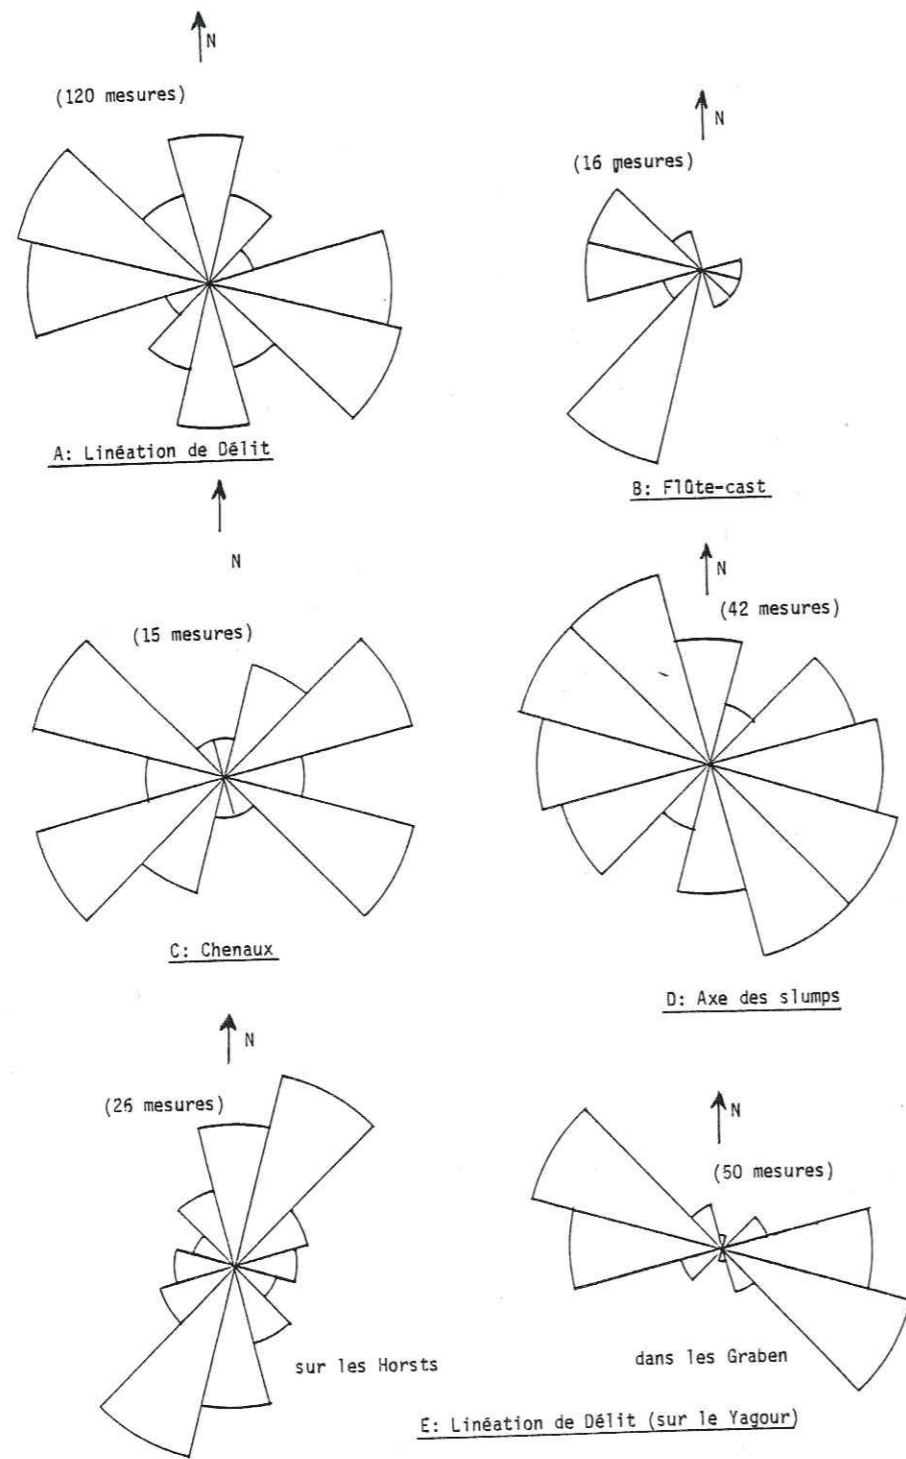 N
(120 mesures)
N
(16 mesures)
A: Linéation de Délit
B: Flûte-cast
N
(15 mesures)
N
(42 mesures)
C: Chenaux
D: Axe des slumps
N
(26 mesures)
N
(50 mesures)
sur les Horsts
dans les Graben
E: Linéation de Délit (sur le Yagour)